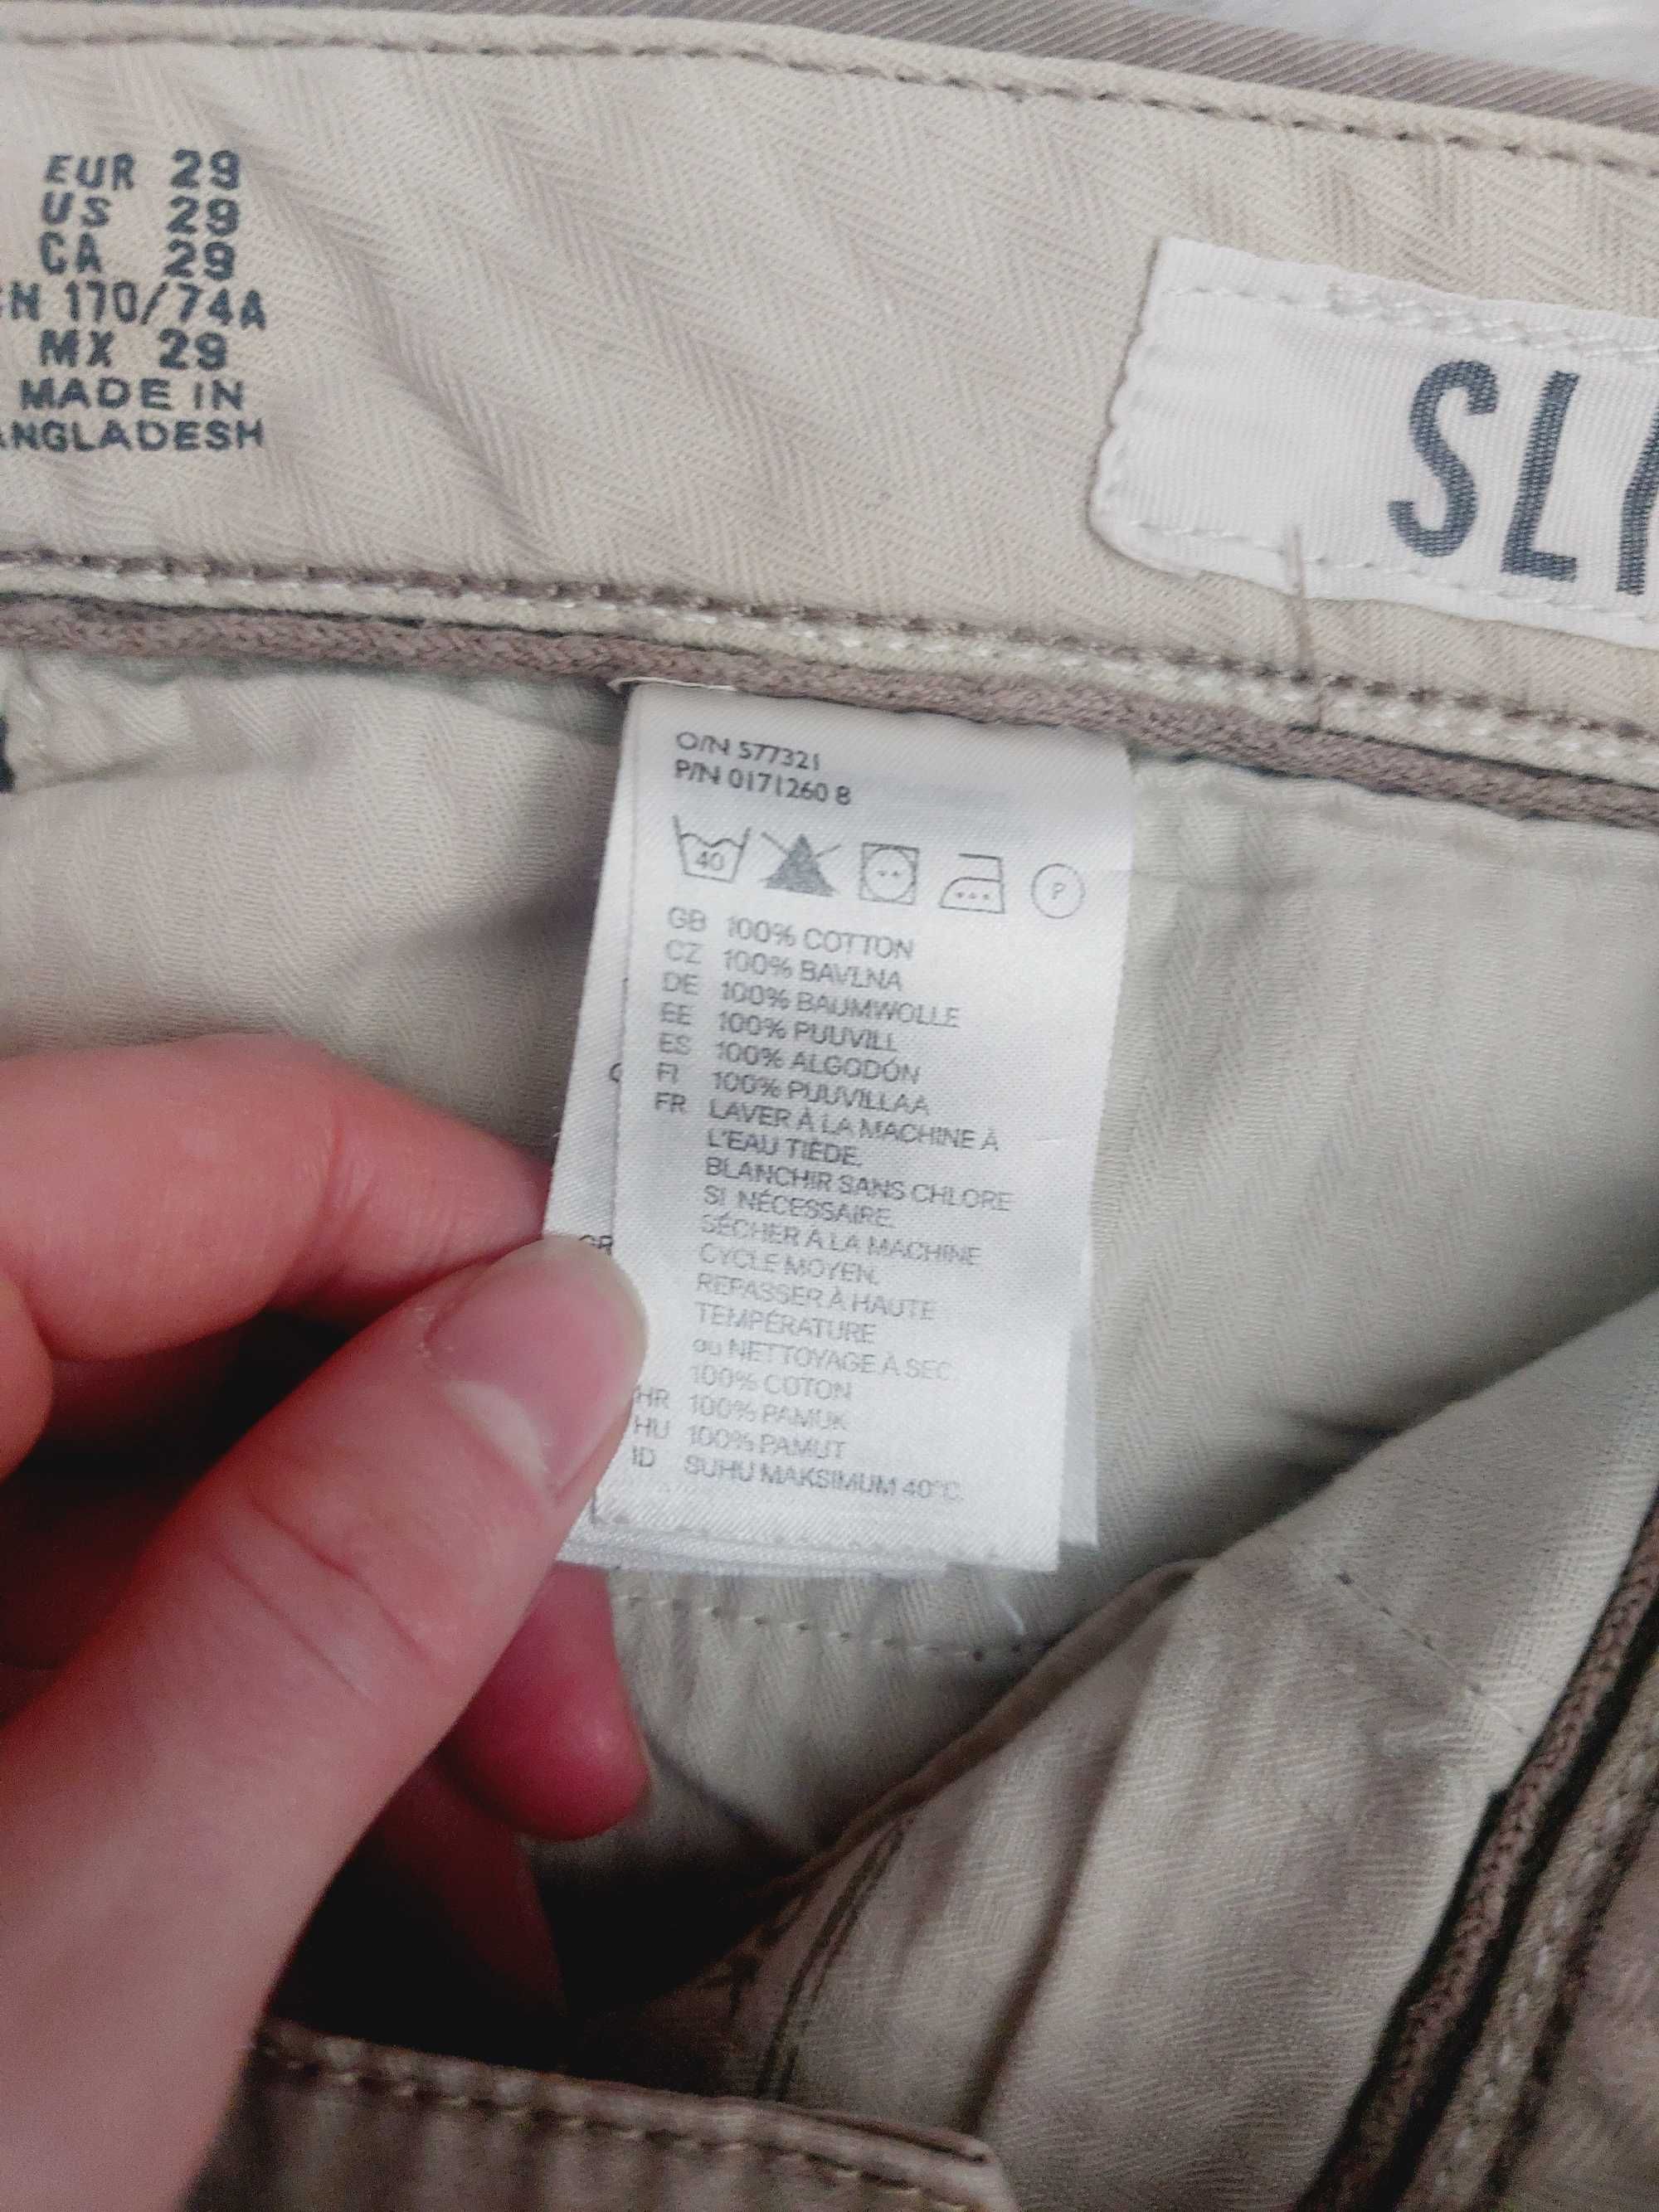 EUR 29
US 29
CA 29
N 170/74A
MX 29
MADE IN
ANGLADESH
SLI
O/N 577321
P/N 0171260 8
40
P
GB 100% COTTON
CZ 100% BAVLNA
DE 100% BAUMWOLLE
EE 100% PUUVILL
ES 100% ALGODÓN
FI 100% PUUVILLAA
FR LAVER À LA MACHINE À
L'EAU TIÈDE.
BLANCHIR SANS CHLORE
SI NÉCESSAIRE.
SÉCHER À LA MACHINE
CYCLE MOYEN.
REPASSER À HAUTE
TEMPÉRATURE
ou NETTOYAGE À SEC.
100% COTON
HR 100% PAMUK
HU 100% PAMUT
ID SUHU MAKSIMUM 40°C.
GR